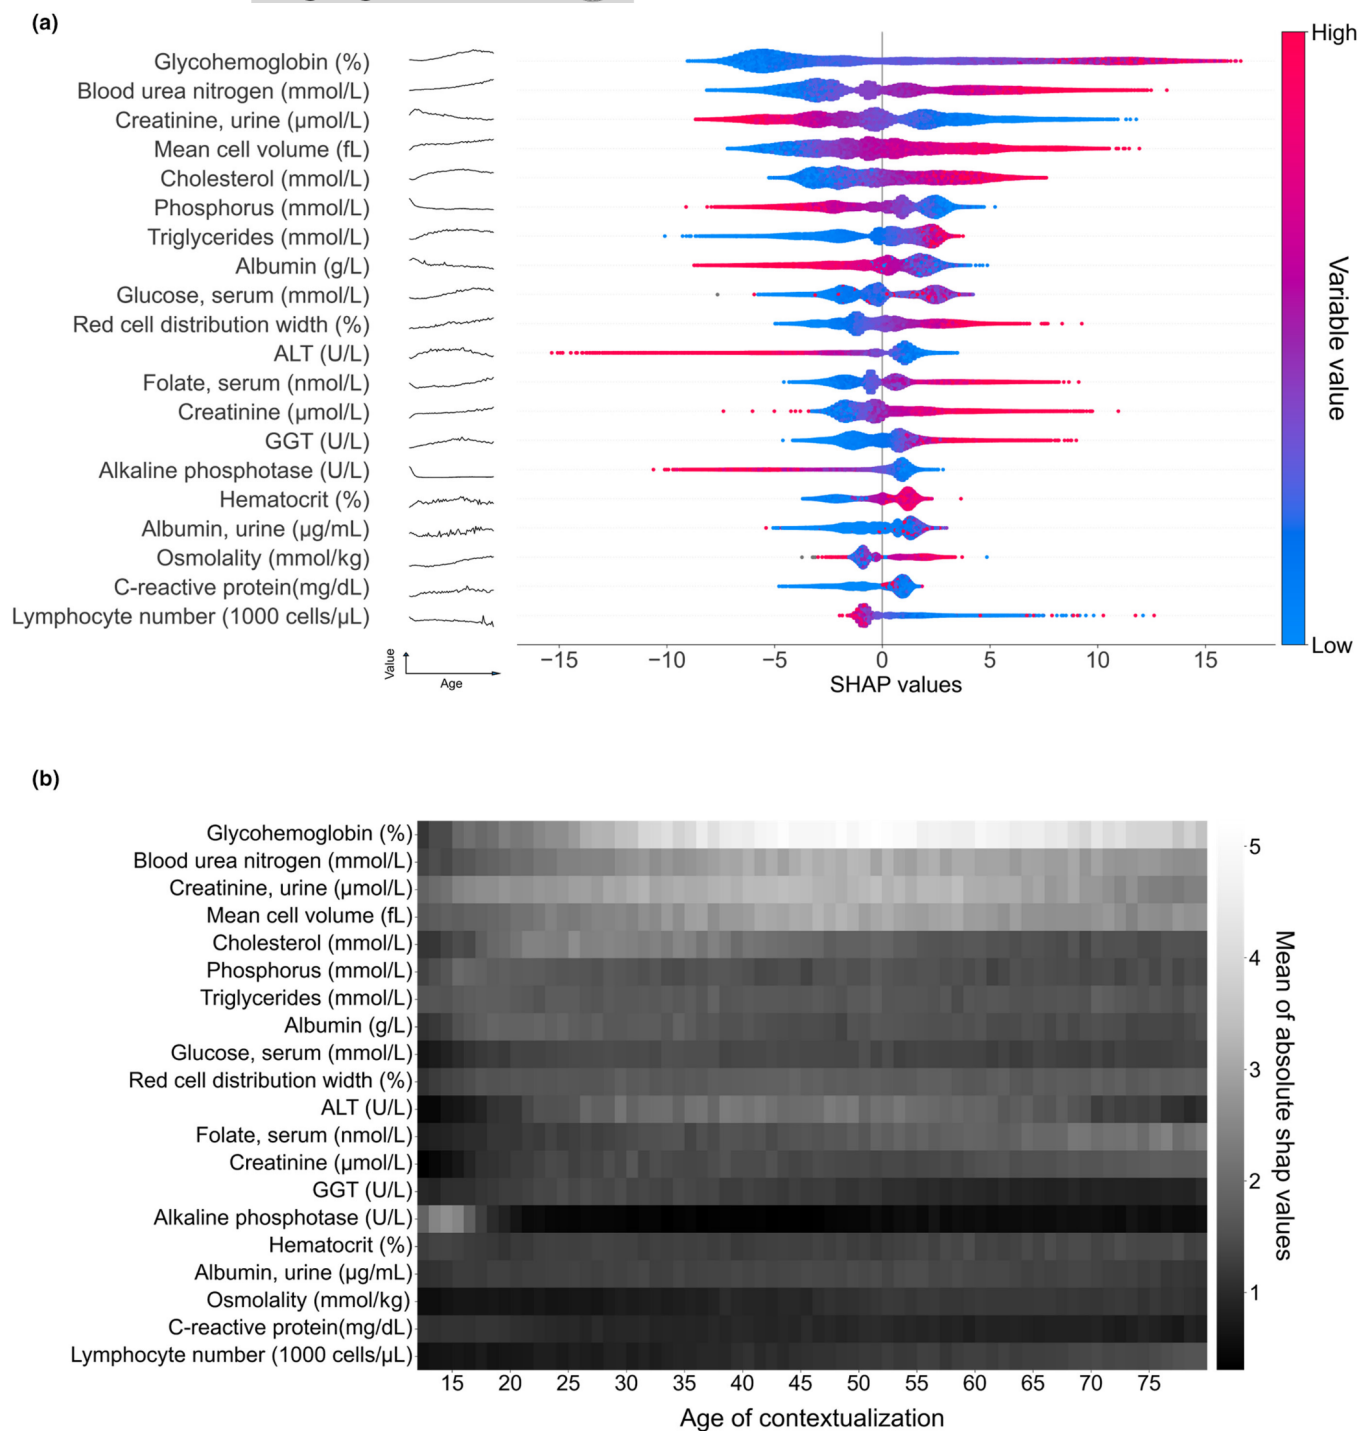 (a)
High
Glycohemoglobin (%)
Blood urea nitrogen (mmol/L)
Creatinine, urine (µmol/L)
Mean cell volume (fL)
Cholesterol (mmol/L)
Phosphorus (mmol/L)
Triglycerides (mmol/L)
Albumin (g/L)
Glucose, serum (mmol/L)
Red cell distribution width (%)
ALT (U/L)
Folate, serum (nmol/L)
Creatinine (µmol/L)
GGT (U/L)
Alkaline phosphotase (U/L)
Hematocrit (%)
Albumin, urine (µg/mL)
Osmolality (mmol/kg)
C-reactive protein(mg/dL)
Lymphocyte number (1000 cells/µL)
Variable value
Low
Value
Age
−15 −10 −5 0 5 10 15
SHAP values
(b)
Glycohemoglobin (%)
Blood urea nitrogen (mmol/L)
Creatinine, urine (µmol/L)
Mean cell volume (fL)
Cholesterol (mmol/L)
Phosphorus (mmol/L)
Triglycerides (mmol/L)
Albumin (g/L)
Glucose, serum (mmol/L)
Red cell distribution width (%)
ALT (U/L)
Folate, serum (nmol/L)
Creatinine (µmol/L)
GGT (U/L)
Alkaline phosphotase (U/L)
Hematocrit (%)
Albumin, urine (µg/mL)
Osmolality (mmol/kg)
C-reactive protein(mg/dL)
Lymphocyte number (1000 cells/µL)
5
4
3
2
1
Mean of absolute shap values
15 20 25 30 35 40 45 50 55 60 65 70 75
Age of contextualization